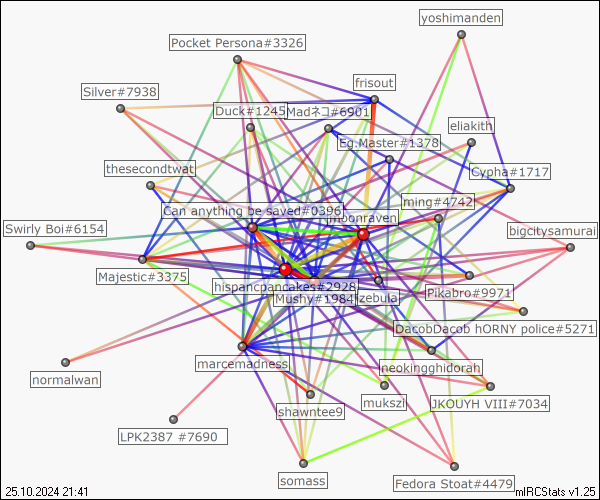 yoshimanden
Pocket Persona#3326
frisout
Silver#7938
Duck#1245
Madネコ#6901
eliakith
Eg.Master#1378
thesecondtwat
Cypha#1717
ming#4742
Can anything be saved#0396
moonraven
Swirly Boi#6154
bigcitysamurai
Majestic#3375
hispanicpancakes#2928
Pikabro#9971
Mushy#1984
zebula
DacobDacob hORNY police#5271
marcemadness
neokingghidorah
normalwan
shawntee9
mukszi
JKOUYH VIII#7034
LPK2387 #7690
somass
Fedora Stoat#4479
25.10.2024 21:41
mIRCStats v1.25